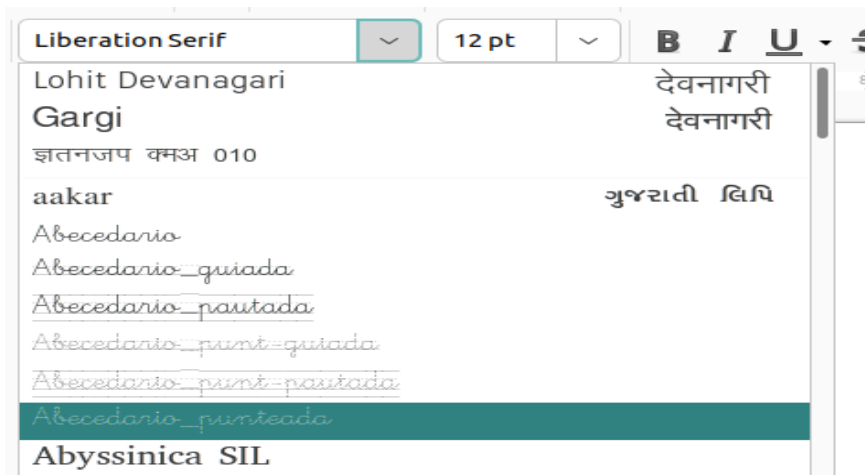 Liberation Serif 12 pt B I U
Lohit Devanagari देवनागरी
Gargi देवनागरी
ज्ञतनजप क्मअ 010
aakar ગુજરાતી લિપિ
Abecedario
Abecedario_guiada
Abecedario_pautada
Abecedario_punt-guiada
Abecedario_punt-pautada
Abecedario_punteada
Abyssinica SIL